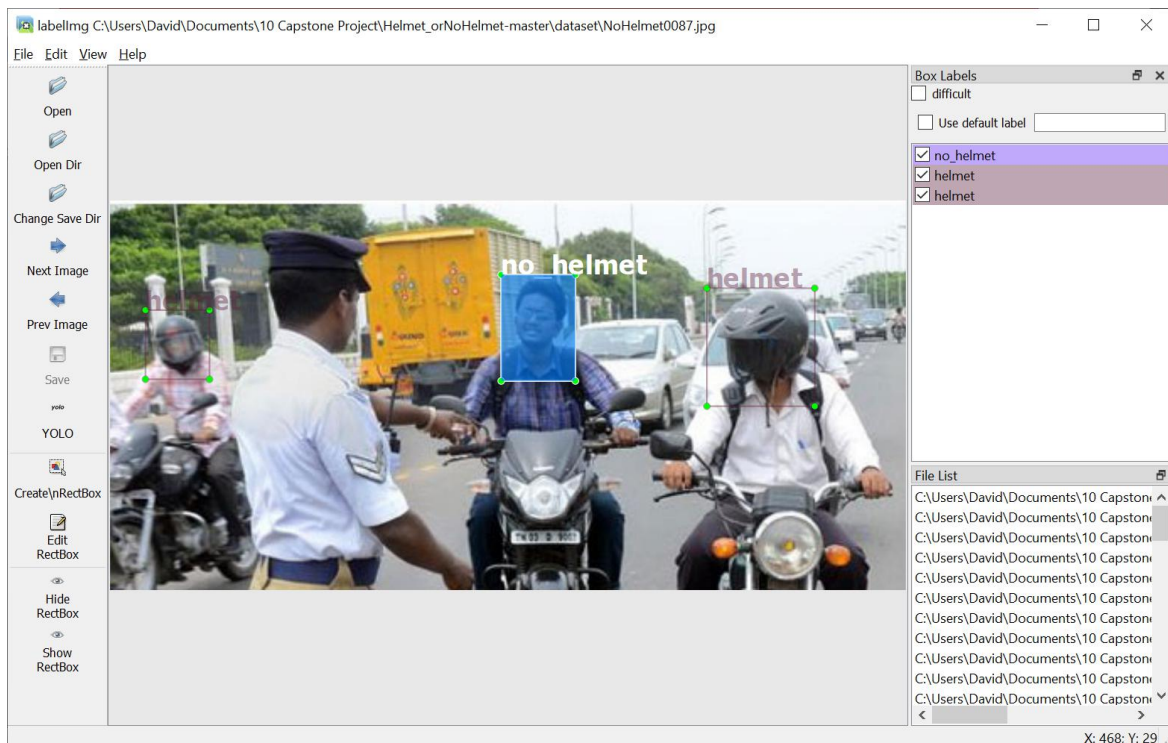 labelImg C:\Users\David\Documents\10 Capstone Project\Helmet_orNoHelmet-master\dataset\NoHelmet0087.jpg
File Edit View Help
Open
Open Dir
Change Save Dir
Next Image
Prev Image
Save
yolo
YOLO
Create\nRectBox
Edit
RectBox
Hide
RectBox
Show
RectBox
helmet
no_helmet
helmet
Box Labels
difficult
Use default label
no_helmet
helmet
helmet
File List
C:\Users\David\Documents\10 Capston
C:\Users\David\Documents\10 Capston
C:\Users\David\Documents\10 Capston
C:\Users\David\Documents\10 Capston
C:\Users\David\Documents\10 Capston
C:\Users\David\Documents\10 Capston
C:\Users\David\Documents\10 Capston
C:\Users\David\Documents\10 Capston
C:\Users\David\Documents\10 Capston
C:\Users\David\Documents\10 Capston
C:\Users\David\Documents\10 Capston
X: 468; Y: 29